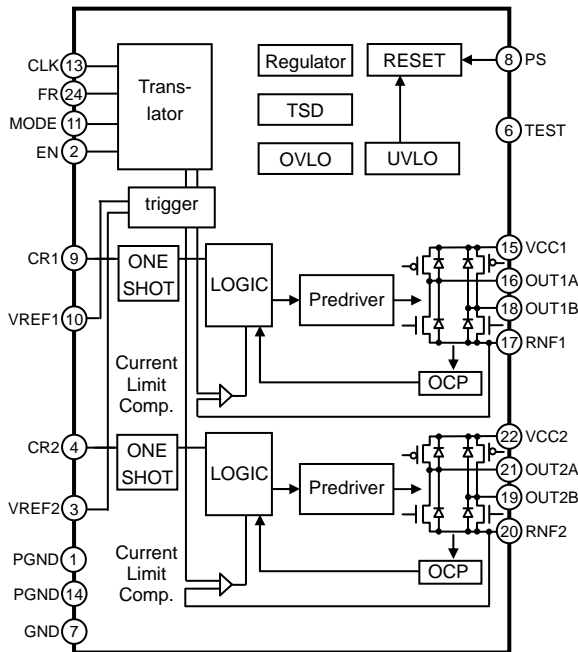 CLK 13
FR 24
MODE 11
EN 2
Trans-
lator
Regulator
RESET
8 PS
TSD
6 TEST
OVLO
UVLO
trigger
CR1 9
ONE
SHOT
LOGIC
Predriver
15 VCC1
16 OUT1A
18 OUT1B
17 RNF1
VREF1 10
Current
Limit
Comp.
OCP
CR2 4
ONE
SHOT
LOGIC
Predriver
22 VCC2
21 OUT2A
19 OUT2B
20 RNF2
VREF2 3
PGND 1
Current
Limit
Comp.
OCP
PGND 14
GND 7